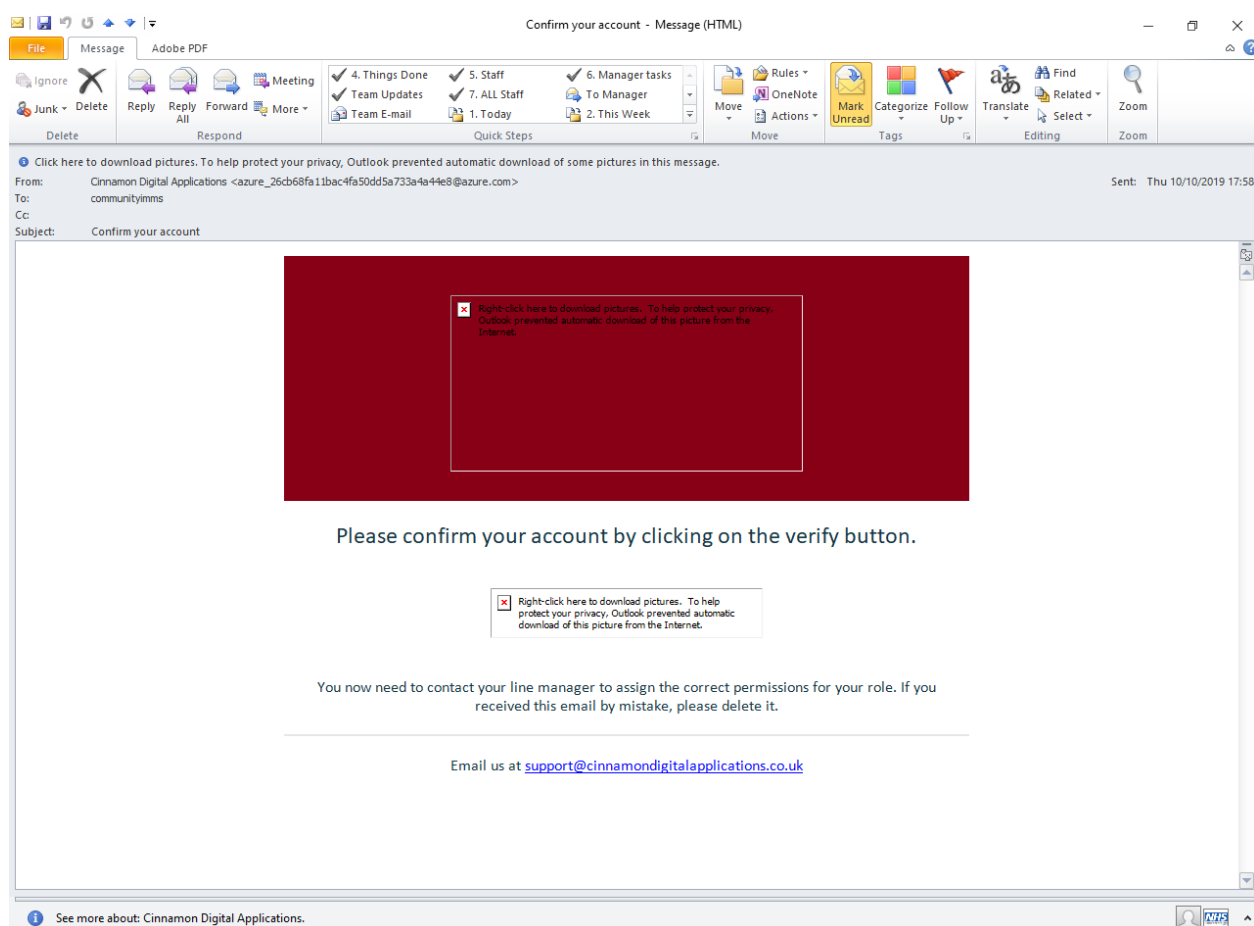 Confirm your account - Message (HTML)
File Message Adobe PDF
Ignore
Junk
Delete
Reply
Reply All
Forward
Meeting
More
4. Things Done
Team Updates
Team E-mail
5. Staff
7. ALL Staff
1. Today
6. Manager tasks
To Manager
2. This Week
Move
Rules
OneNote
Actions
Mark Unread
Categorize
Follow Up
Translate
Find
Related
Select
Zoom
Delete Respond Quick Steps Move Tags Editing Zoom
Click here to download pictures. To help protect your privacy, Outlook prevented automatic download of some pictures in this message.
From: Cinnamon Digital Applications <azure_26cb68fa11bac4fa50dd5a733a4a44e8@azure.com>
Sent: Thu 10/10/2019 17:58
To: communityimms
Cc:
Subject: Confirm your account
Right-click here to download pictures. To help protect your privacy,
Outlook prevented automatic download of this picture from the
Internet.
Please confirm your account by clicking on the verify button.
Right-click here to download pictures. To help
protect your privacy, Outlook prevented automatic
download of this picture from the Internet.
You now need to contact your line manager to assign the correct permissions for your role. If you
received this email by mistake, please delete it.
Email us at support@cinnamondigitalapplications.co.uk
See more about: Cinnamon Digital Applications.
NHS